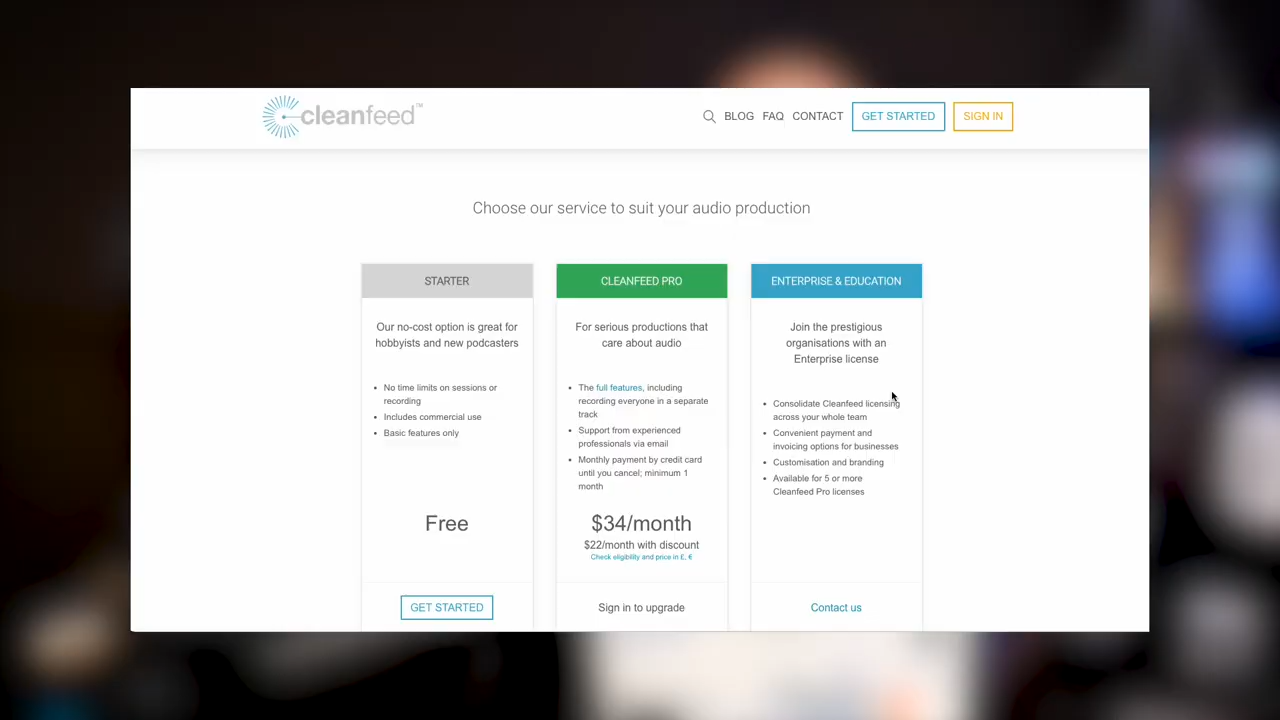 cleanfeed™
BLOG FAQ CONTACT GET STARTED SIGN IN
Choose our service to suit your audio production
STARTER
Our no-cost option is great for
hobbyists and new podcasters
• No time limits on sessions or
recording
• Includes commercial use
• Basic features only
Free
GET STARTED
CLEANFEED PRO
For serious productions that
care about audio
• The full features, including
recording everyone in a separate
track
• Support from experienced
professionals via email
• Monthly payment by credit card
until you cancel; minimum 1
month
$34/month
$22/month with discount
Check eligibility and price in £, €
Sign in to upgrade
ENTERPRISE & EDUCATION
Join the prestigious
organisations with an
Enterprise license
• Consolidate Cleanfeed licensing
across your whole team
• Convenient payment and
invoicing options for businesses
• Customisation and branding
• Available for 5 or more
Cleanfeed Pro licenses
Contact us